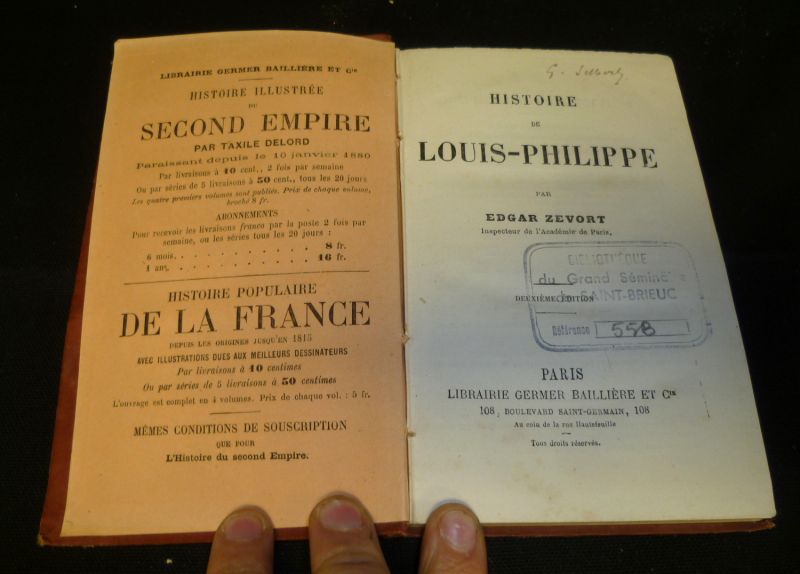 LIBRAIRIE GERMER BAILLIÈRE ET Cie
HISTOIRE ILLUSTRÉE
DU
SECOND EMPIRE
PAR TAXILE DELORD
Paraissant depuis le 10 janvier 1880
Par livraisons à 10 cent., 2 fois par semaine
Ou par séries de 5 livraisons à 50 cent., tous les 20 jours
Les quatre premiers volumes sont publiés. Prix de chaque volume,
broché 8 fr.
ABONNEMENTS
Pour recevoir les livraisons franco par la poste 2 fois par
semaine, ou les séries tous les 20 jours :
6 mois. . . . . . . . . . . 8 fr.
1 an. . . . . . . . . . . . 16 fr.
HISTOIRE POPULAIRE
DE LA FRANCE
DEPUIS LES ORIGINES JUSQU'EN 1815
AVEC ILLUSTRATIONS DUES AUX MEILLEURS DESSINATEURS
Par livraisons à 10 centimes
Ou par séries de 5 livraisons à 50 centimes
L'ouvrage est complet en 4 volumes. Prix de chaque vol. : 5 fr.
MÊMES CONDITIONS DE SOUSCRIPTION
QUE POUR
L'Histoire du second Empire.
HISTOIRE
DE
LOUIS-PHILIPPE
PAR
EDGAR ZEVORT
Inspecteur de l'Académie de Paris,
BIBLIOTHÈQUE
du Grand Séminaire
de SAINT-BRIEUC
DEUXIÈME ÉDITION
Référence 558
PARIS
LIBRAIRIE GERMER BAILLIÈRE ET Cie
108, BOULEVARD SAINT-GERMAIN, 108
Au coin de la rue Hautefeuille
Tous droits réservés.